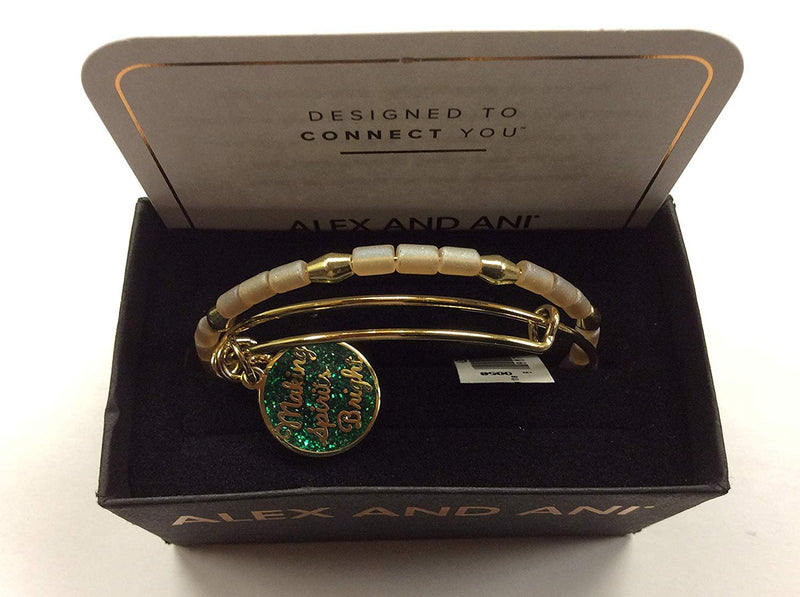 DESIGNED TO
CONNECT YOU™
ALEX AND ANI
Making
Spirits
Bright
ALEX AND ANI